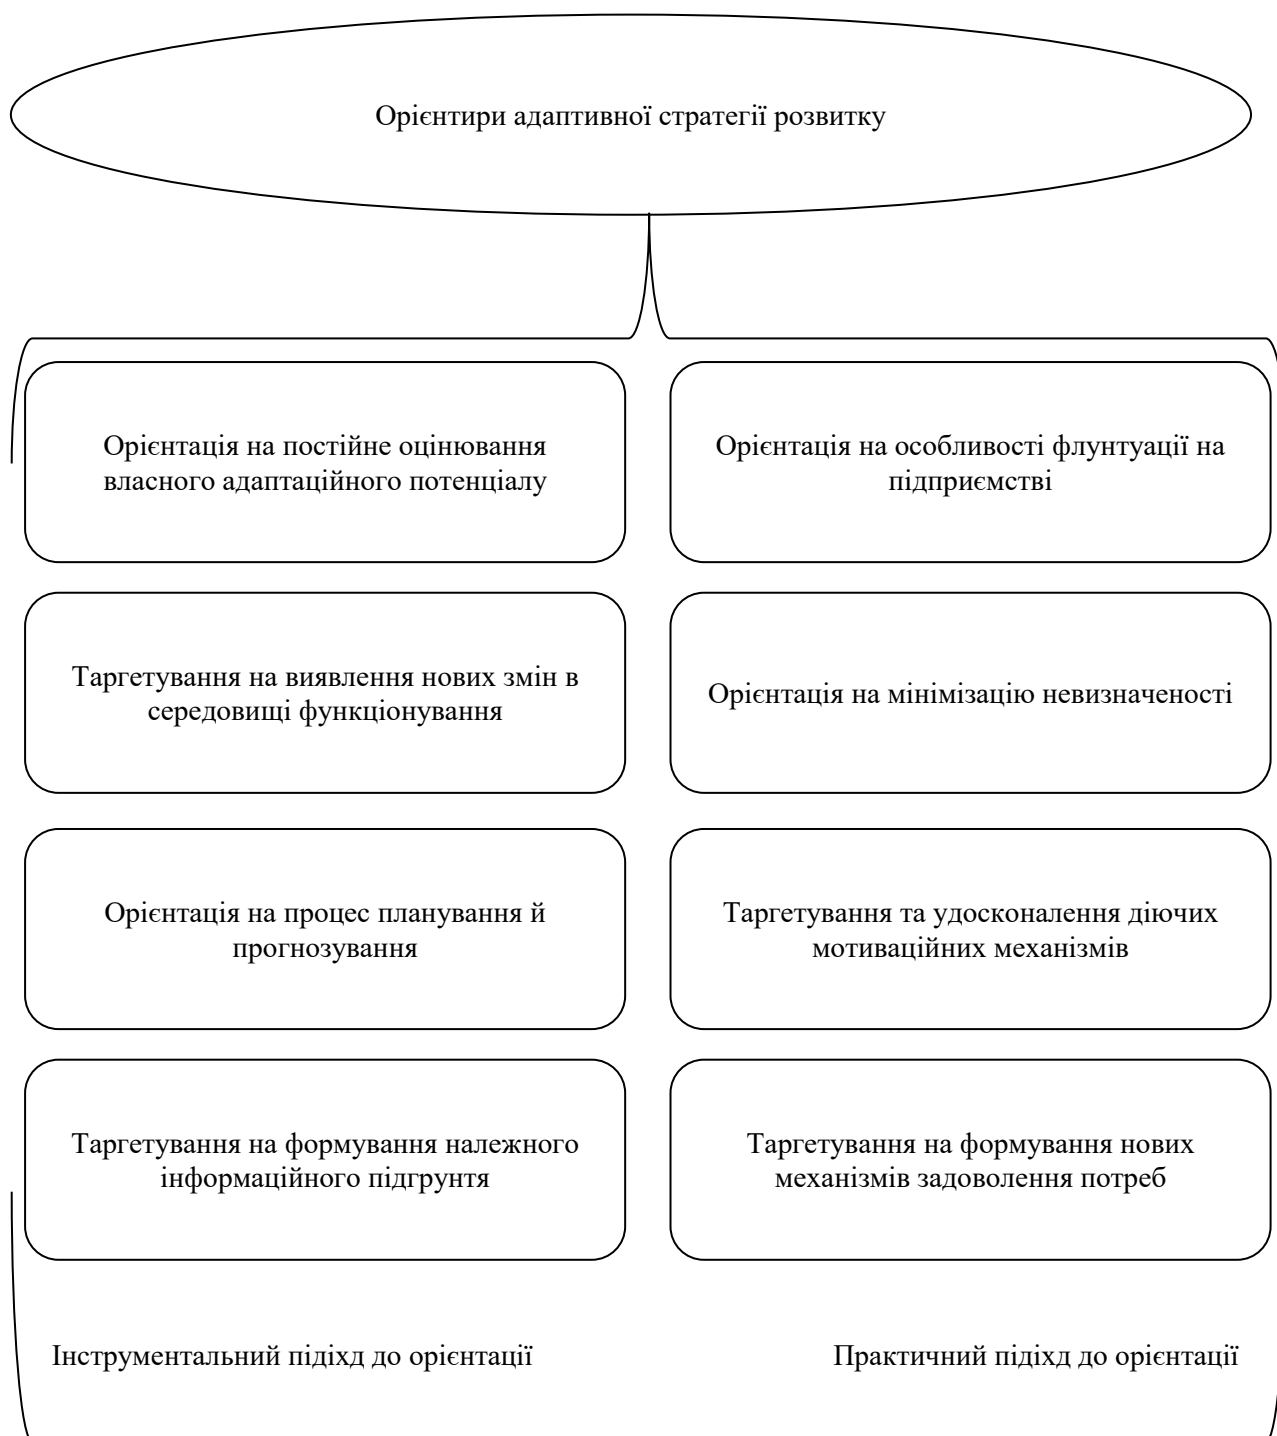 Орієнтири адаптивної стратегії розвитку
Орієнтація на постійне оцінювання
власного адаптаційного потенціалу
Орієнтація на особливості флунтуації на
підприємстві
Таргетування на виявлення нових змін в
середовищі функціонування
Орієнтація на мінімізацію невизначеності
Орієнтація на процес планування й
прогнозування
Таргетування та удосконалення діючих
мотиваційних механізмів
Таргетування на формування належного
інформаційного підгрунтя
Таргетування на формування нових
механізмів задоволення потреб
Інструментальний підіхд до орієнтації
Практичний підіхд до орієнтації